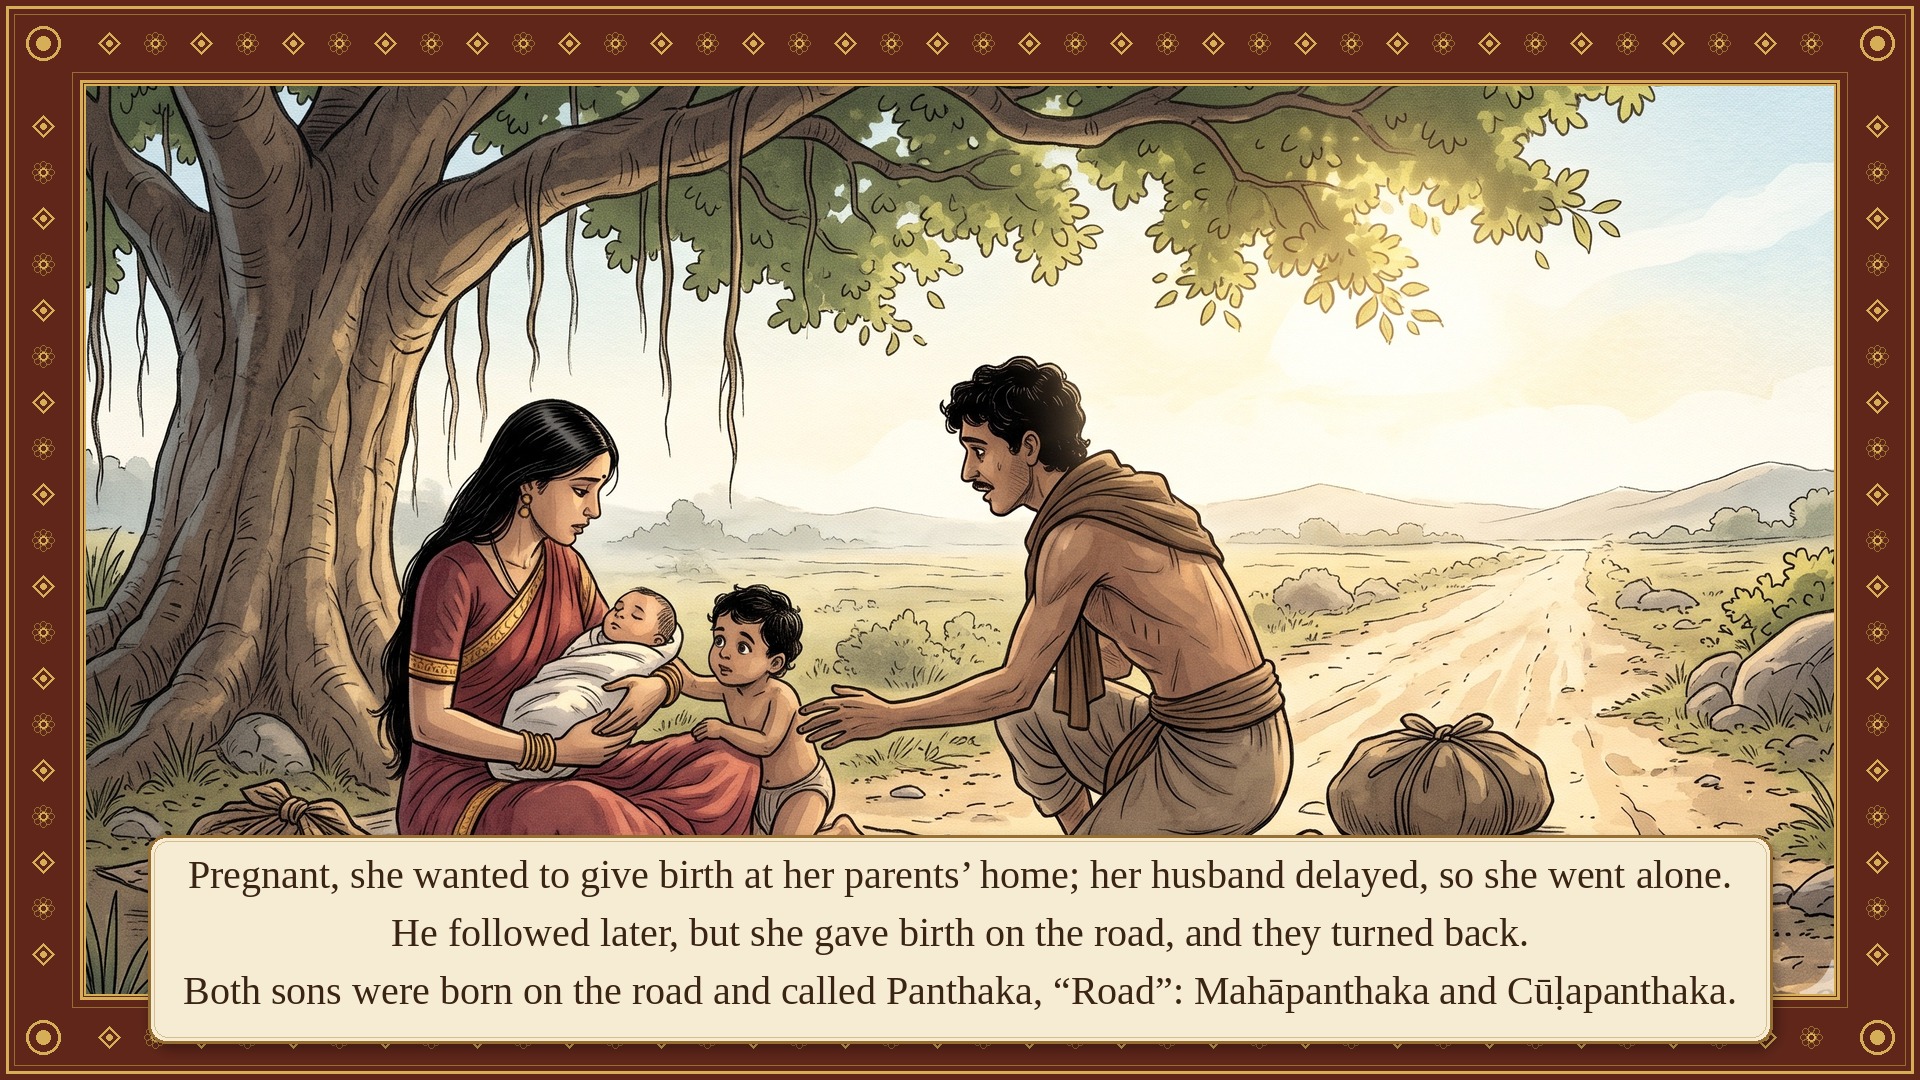 Pregnant, she wanted to give birth at her parents’ home; her husband delayed, so she went alone.
He followed later, but she gave birth on the road, and they turned back.
Both sons were born on the road and called Panthaka, “Road”: Mahāpanthaka and Cūḷapanthaka.